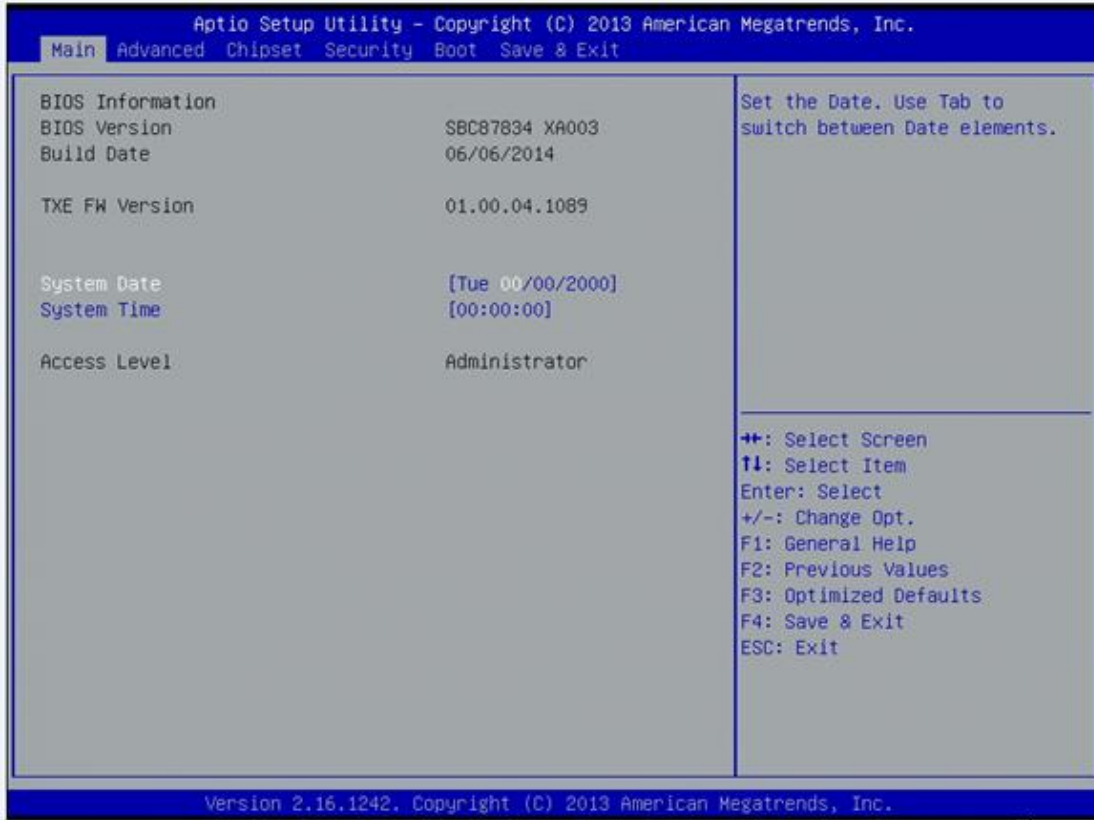 Aptio Setup Utility – Copyright (C) 2013 American Megatrends, Inc.
Main Advanced Chipset Security Boot Save & Exit
BIOS Information
BIOS Version SBC87834 XA003
Build Date 06/06/2014
TXE FW Version 01.00.04.1089
System Date [Tue 00/00/2000]
System Time [00:00:00]
Access Level Administrator
Set the Date. Use Tab to
switch between Date elements.
→←: Select Screen
↑↓: Select Item
Enter: Select
+/-: Change Opt.
F1: General Help
F2: Previous Values
F3: Optimized Defaults
F4: Save & Exit
ESC: Exit
Version 2.16.1242. Copyright (C) 2013 American Megatrends, Inc.